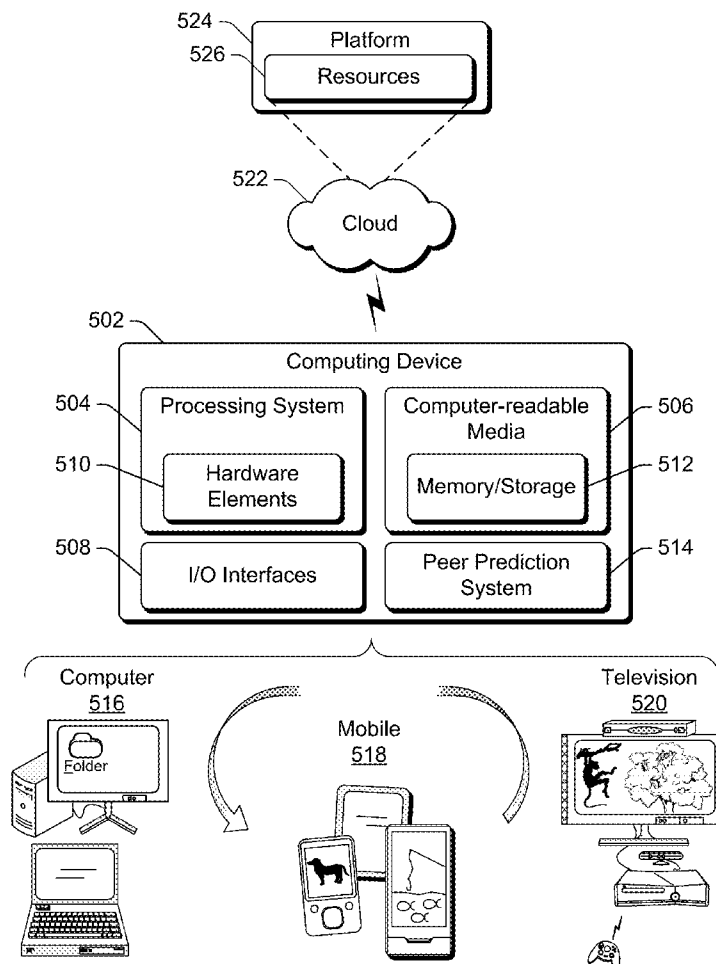 524
Platform
526
Resources
522
Cloud
502
Computing Device
504
Processing System
Computer-readable
Media
506
510
Hardware
Elements
Memory/Storage
512
508
I/O Interfaces
Peer Prediction
System
514
Computer
516
Folder
Mobile
518
Television
520